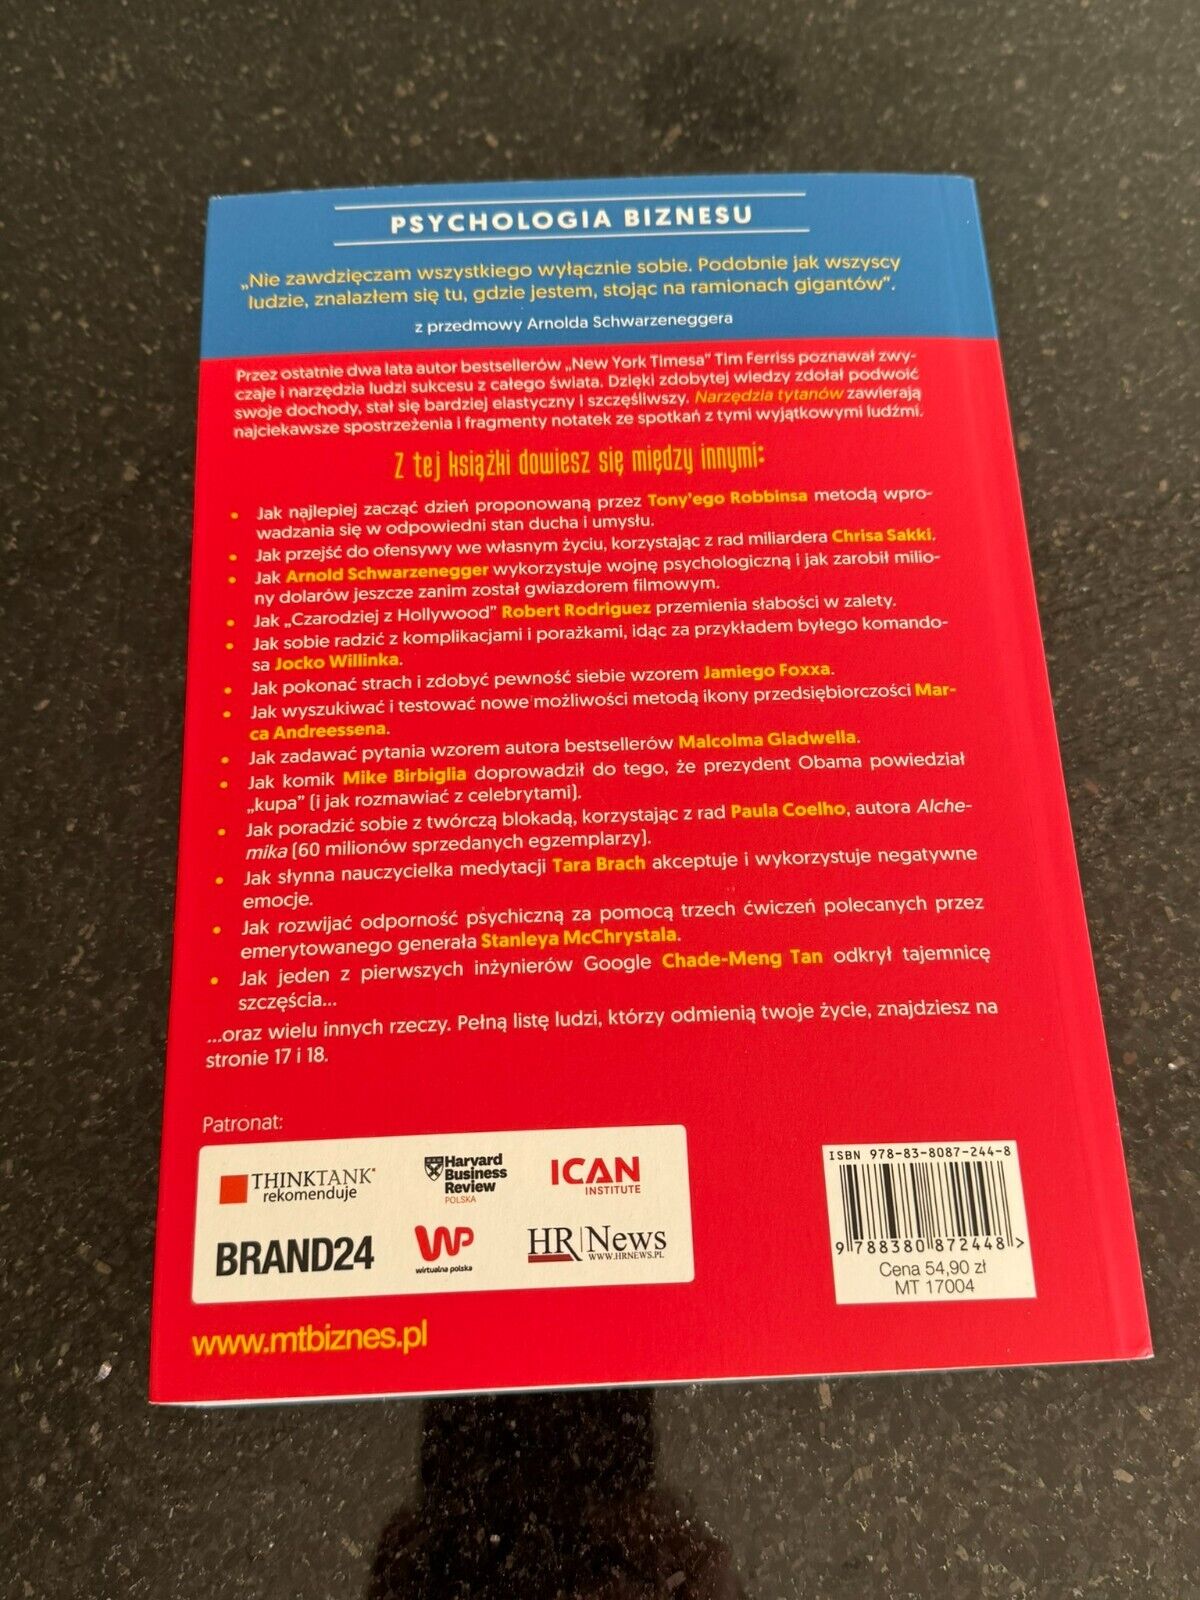 PSYCHOLOGIA BIZNESU
„Nie zawdzięczam wszystkiego wyłącznie sobie. Podobnie jak wszyscy
ludzie, znalazłem się tu, gdzie jestem, stojąc na ramionach gigantów”.
z przedmowy Arnolda Schwarzeneggera
Przez ostatnie dwa lata autor bestsellerów „New York Timesa” Tim Ferriss poznawał zwy-
czaje i narzędzia ludzi sukcesu z całego świata. Dzięki zdobytej wiedzy zdołał podwoić
swoje dochody, stał się bardziej elastyczny i szczęśliwszy. Narzędzia tytanów zawierają
najciekawsze spostrzeżenia i fragmenty notatek ze spotkań z tymi wyjątkowymi ludźmi.
Z tej książki dowiesz się między innymi:
• Jak najlepiej zacząć dzień proponowaną przez Tony’ego Robbinsa metodą wpro-
wadzania się w odpowiedni stan ducha i umysłu.
• Jak przejść do ofensywy we własnym życiu, korzystając z rad miliardera Chrisa Sakki.
• Jak Arnold Schwarzenegger wykorzystuje wojnę psychologiczną i jak zarobił milio-
ny dolarów jeszcze zanim został gwiazdorem filmowym.
• Jak „Czarodziej z Hollywood” Robert Rodriguez przemienia słabości w zalety.
• Jak sobie radzić z komplikacjami i porażkami, idąc za przykładem byłego komando-
sa Jocko Willinka.
• Jak pokonać strach i zdobyć pewność siebie wzorem Jamiego Foxxa.
• Jak wyszukiwać i testować nowe możliwości metodą ikony przedsiębiorczości Mar-
ca Andreessena.
• Jak zadawać pytania wzorem autora bestsellerów Malcolma Gladwella.
• Jak komik Mike Birbiglia doprowadził do tego, że prezydent Obama powiedział
„kupa” (i jak rozmawiać z celebrytami).
• Jak poradzić sobie z twórczą blokadą, korzystając z rad Paula Coelho, autora Alche-
mika (60 milionów sprzedanych egzemplarzy).
• Jak słynna nauczycielka medytacji Tara Brach akceptuje i wykorzystuje negatywne
emocje.
• Jak rozwijać odporność psychiczną za pomocą trzech ćwiczeń polecanych przez
emerytowanego generała Stanleya McChrystala.
• Jak jeden z pierwszych inżynierów Google Chade-Meng Tan odkrył tajemnicę
szczęścia...
...oraz wielu innych rzeczy. Pełną listę ludzi, którzy odmienią twoje życie, znajdziesz na
stronie 17 i 18.
Patronat:
THINKTANK
rekomenduje
Harvard
Business
Review
POLSKA
ICAN
INSTITUTE
BRAND24
WP
wirtualna polska
HR News
WWW.HRNEWS.PL
ISBN 978-83-8087-244-8
9 788380 872448 >
Cena 54,90 zł
MT 17004
www.mtbiznes.pl